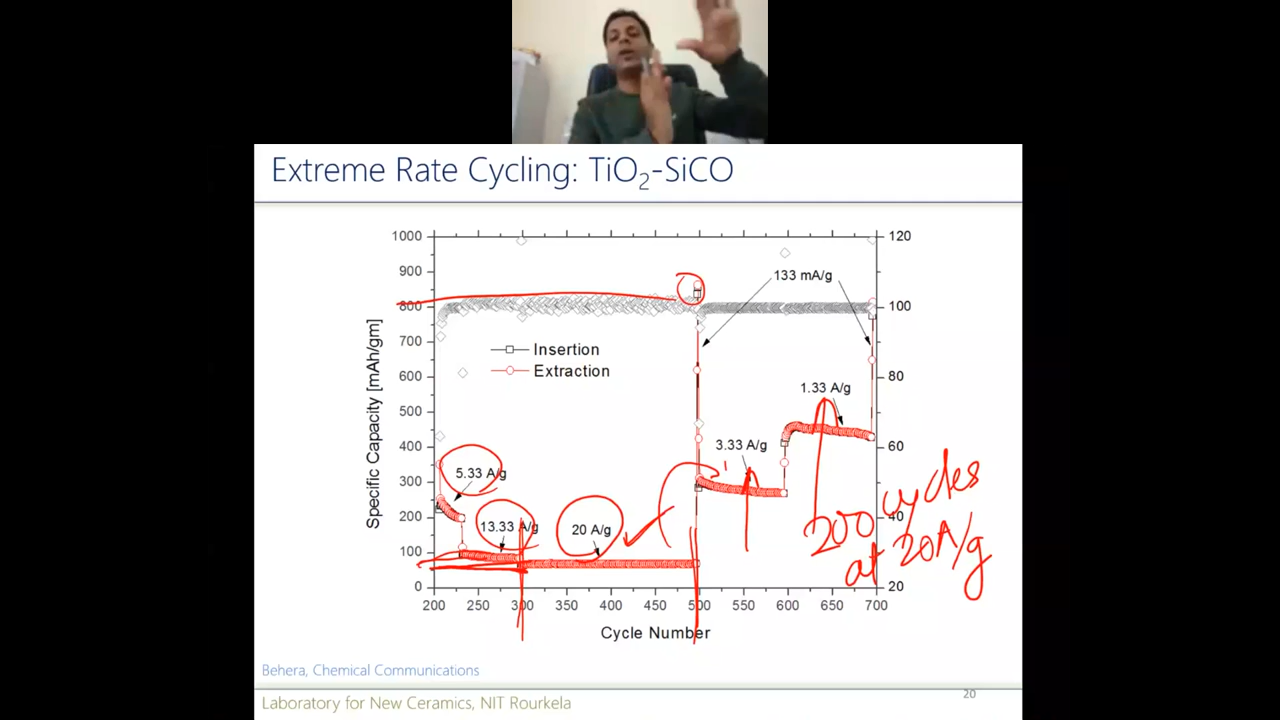 Extreme Rate Cycling: TiO2-SiCO
1000
900
800
700
600
500
400
300
200
100
0
120
100
80
60
40
20
Specific Capacity [mAh/gm]
133 mA/g
Insertion
Extraction
1.33 A/g
3.33 A/g
5.33 A/g
13.33 A/g
20 A/g
200 cycles
at 20A/g
200 250 300 350 400 450 500 550 600 650 700
Cycle Number
Behera, Chemical Communications
Laboratory for New Ceramics, NIT Rourkela
20